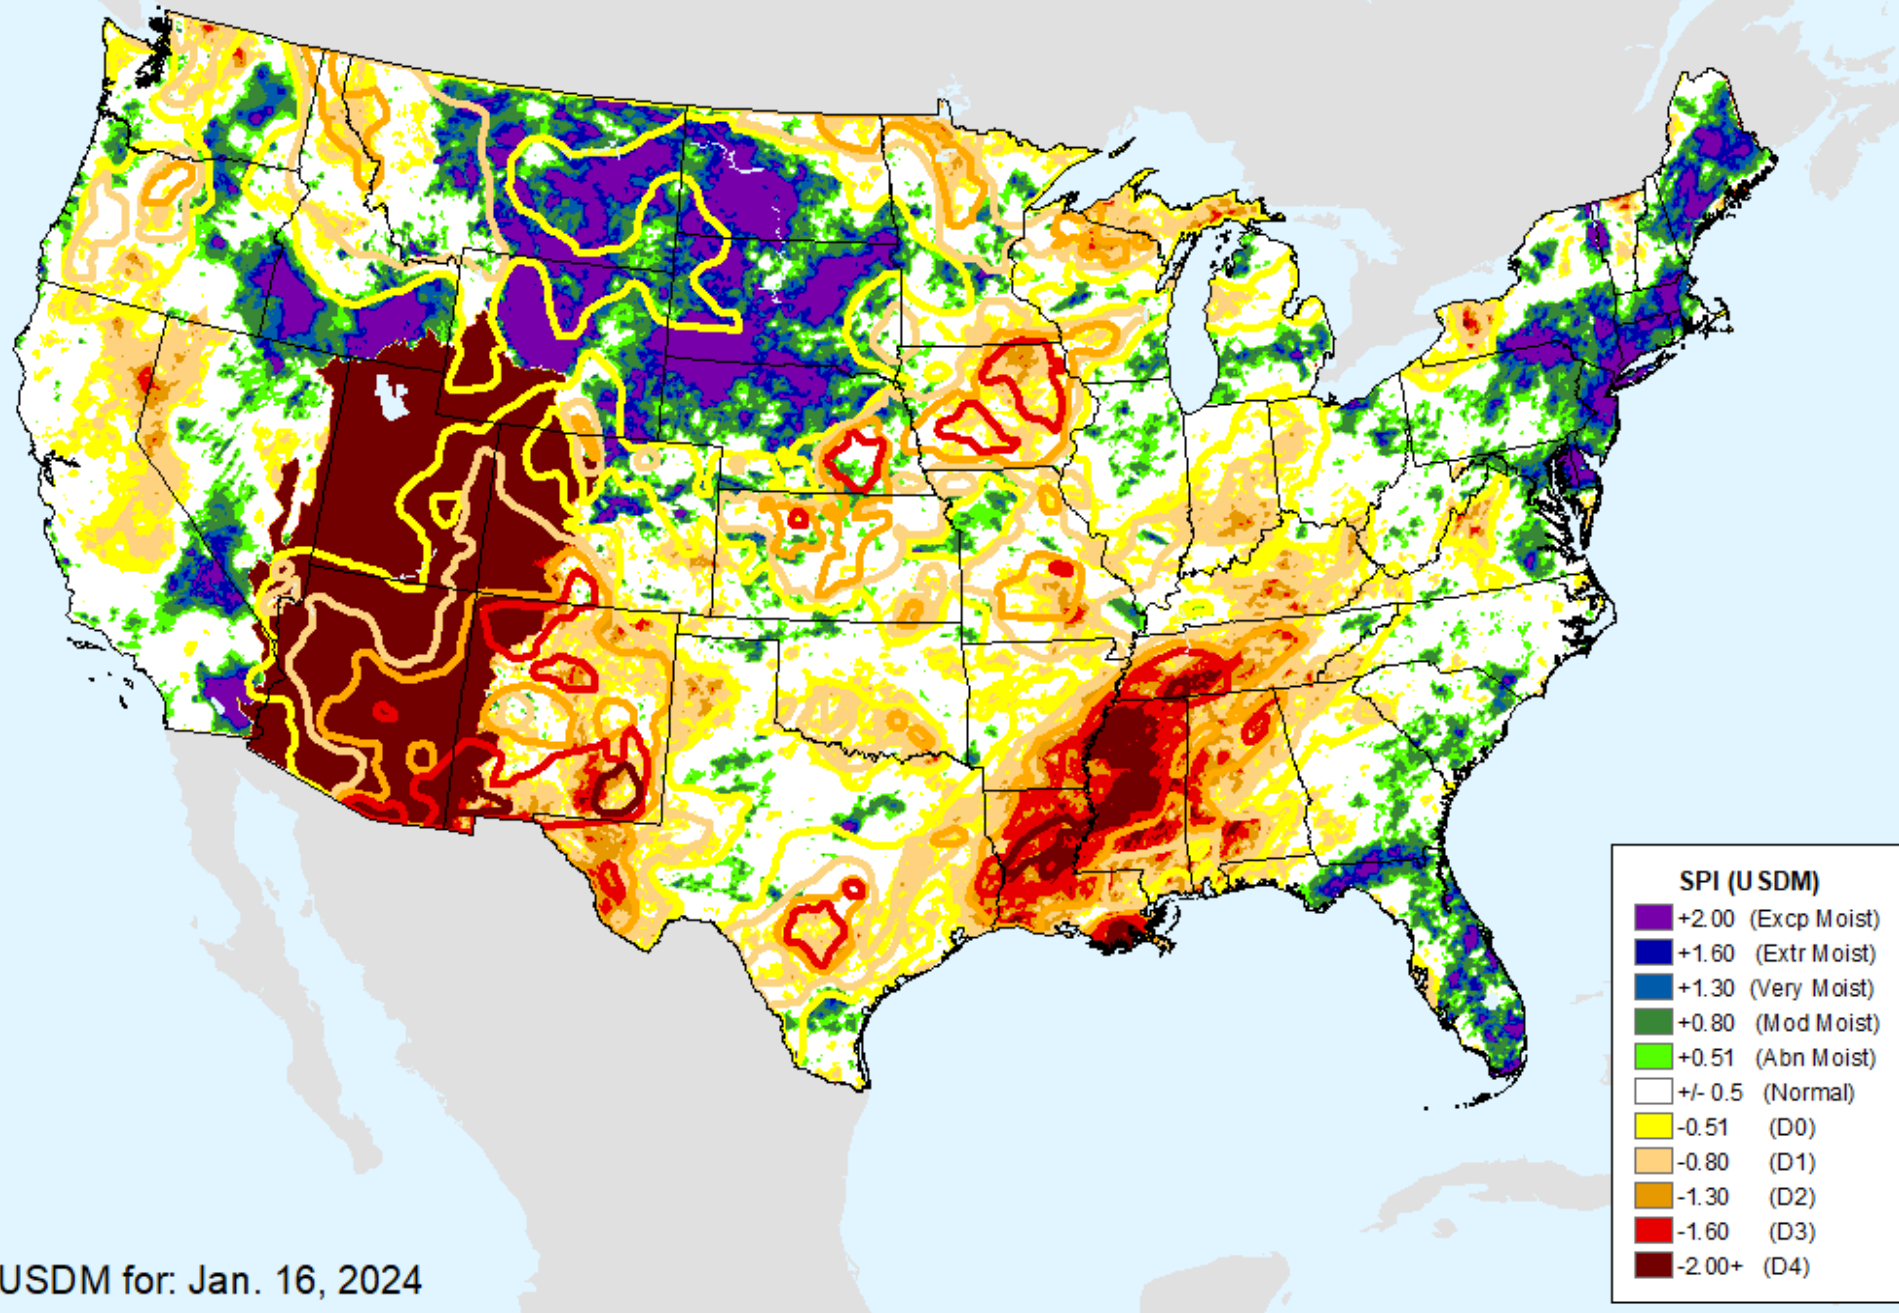 SPI (USDM)
+2.00 (Excp Moist)
+1.60 (Extr Moist)
+1.30 (Very Moist)
+0.80 (Mod Moist)
+0.51 (Abn Moist)
+/- 0.5 (Normal)
-0.51 (D0)
-0.80 (D1)
-1.30 (D2)
-1.60 (D3)
-2.00+ (D4)
USDM for: Jan. 16, 2024